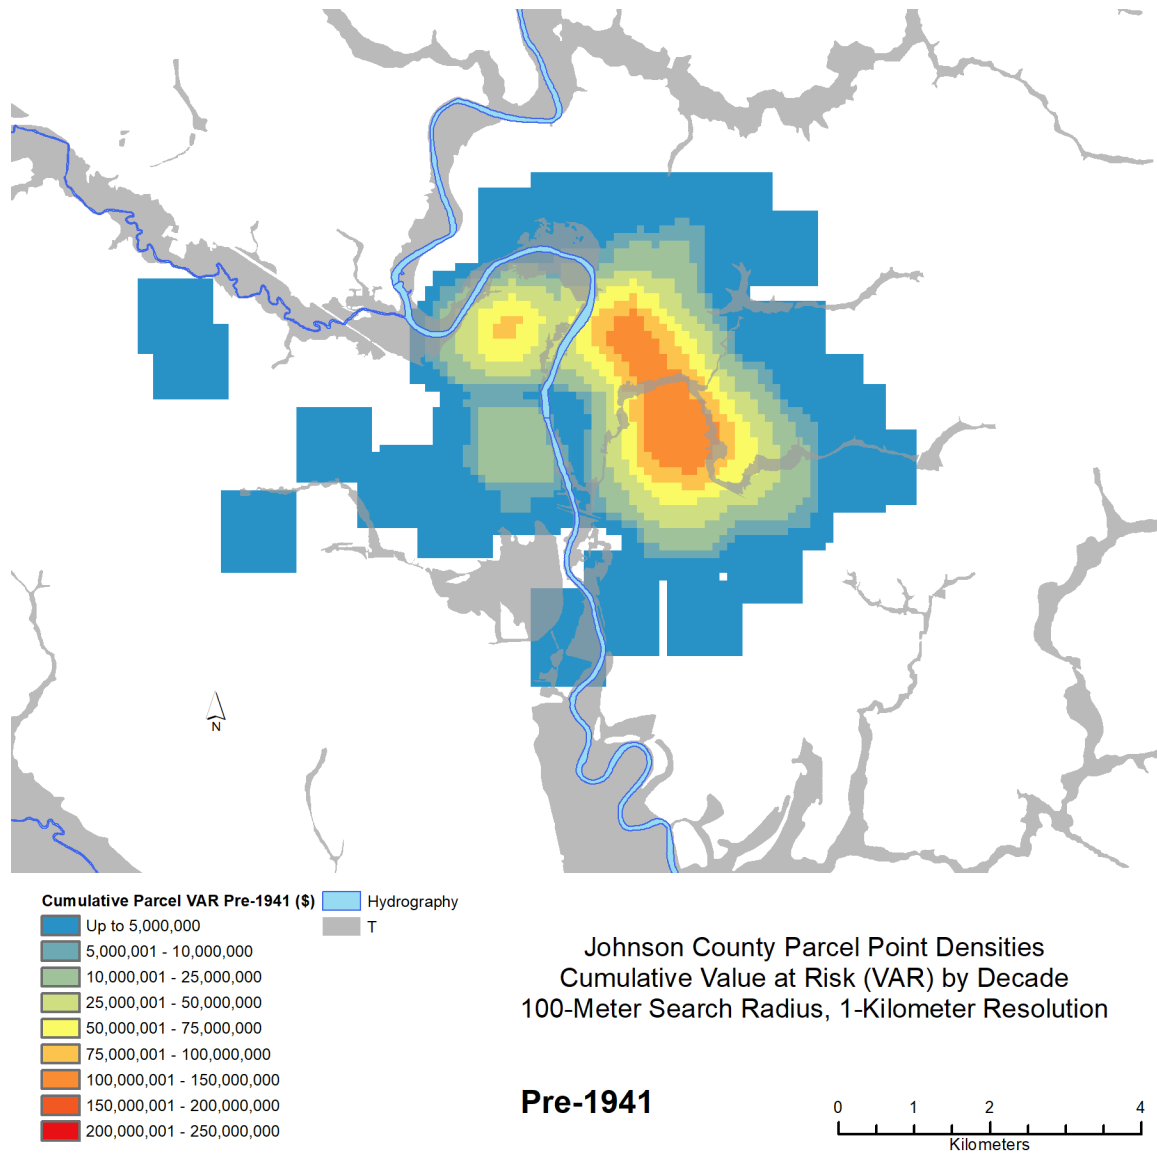 N
Cumulative Parcel VAR Pre-1941 ($)
Up to 5,000,000
5,000,001 - 10,000,000
10,000,001 - 25,000,000
25,000,001 - 50,000,000
50,000,001 - 75,000,000
75,000,001 - 100,000,000
100,000,001 - 150,000,000
150,000,001 - 200,000,000
200,000,001 - 250,000,000
Hydrography
T
Johnson County Parcel Point Densities
Cumulative Value at Risk (VAR) by Decade
100-Meter Search Radius, 1-Kilometer Resolution
Pre-1941
0 1 2 4
Kilometers